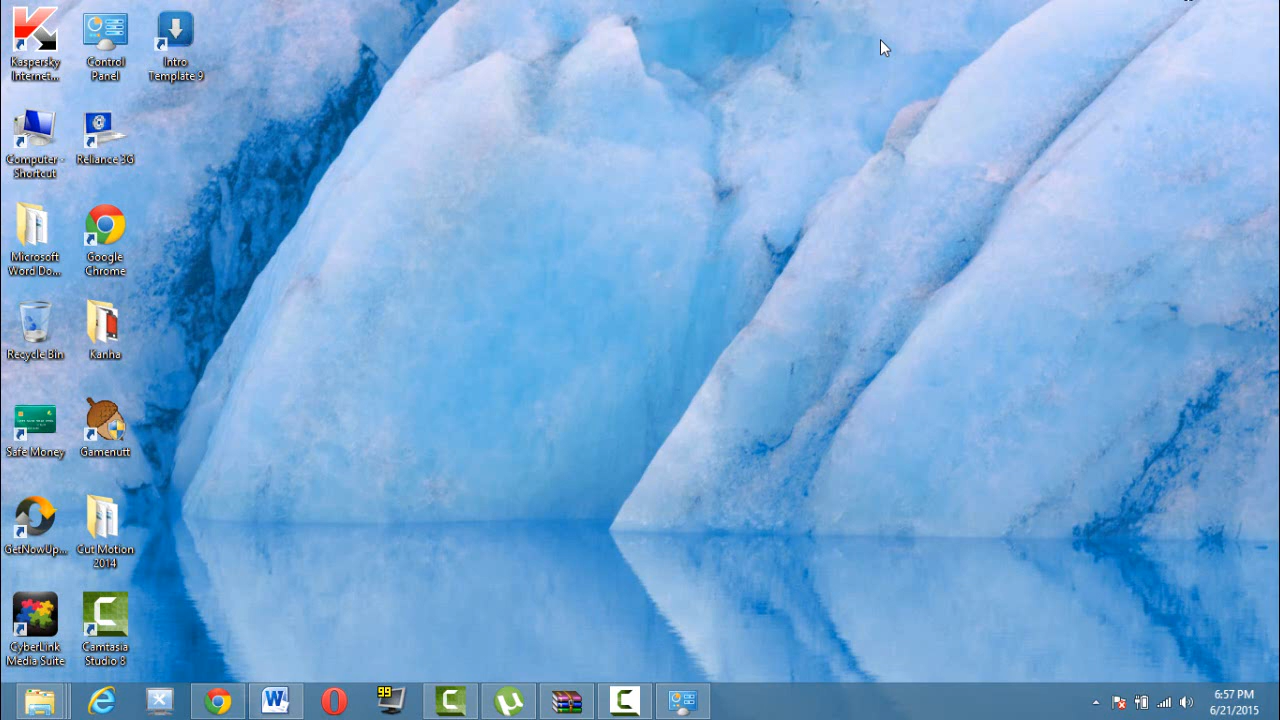 Kaspersky
Internet...
Control
Panel
Intro
Template 9
Computer -
Shortcut
Reliance 3G
Microsoft
Word Do...
Google
Chrome
Recycle Bin
Kanha
Safe Money
Gamenutt
GetNowUp...
Cut Motion
2014
CyberLink
Media Suite
Camtasia
Studio 8
99
6:57 PM
6/21/2015